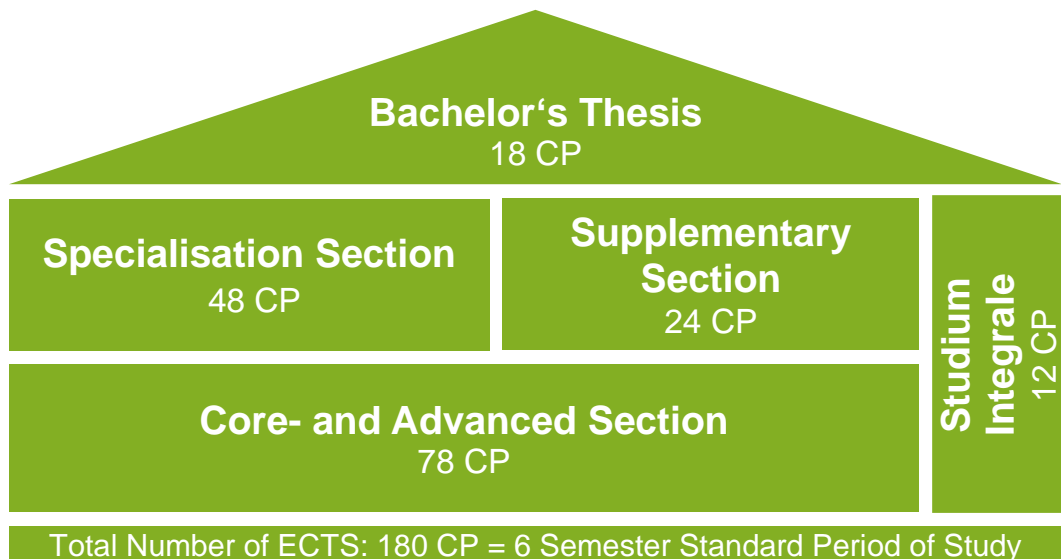 Bachelor‘s Thesis
18 CP
Specialisation Section
48 CP
Supplementary
Section
24 CP
Studium
Integrale
12 CP
Core- and Advanced Section
78 CP
Total Number of ECTS: 180 CP = 6 Semester Standard Period of Study